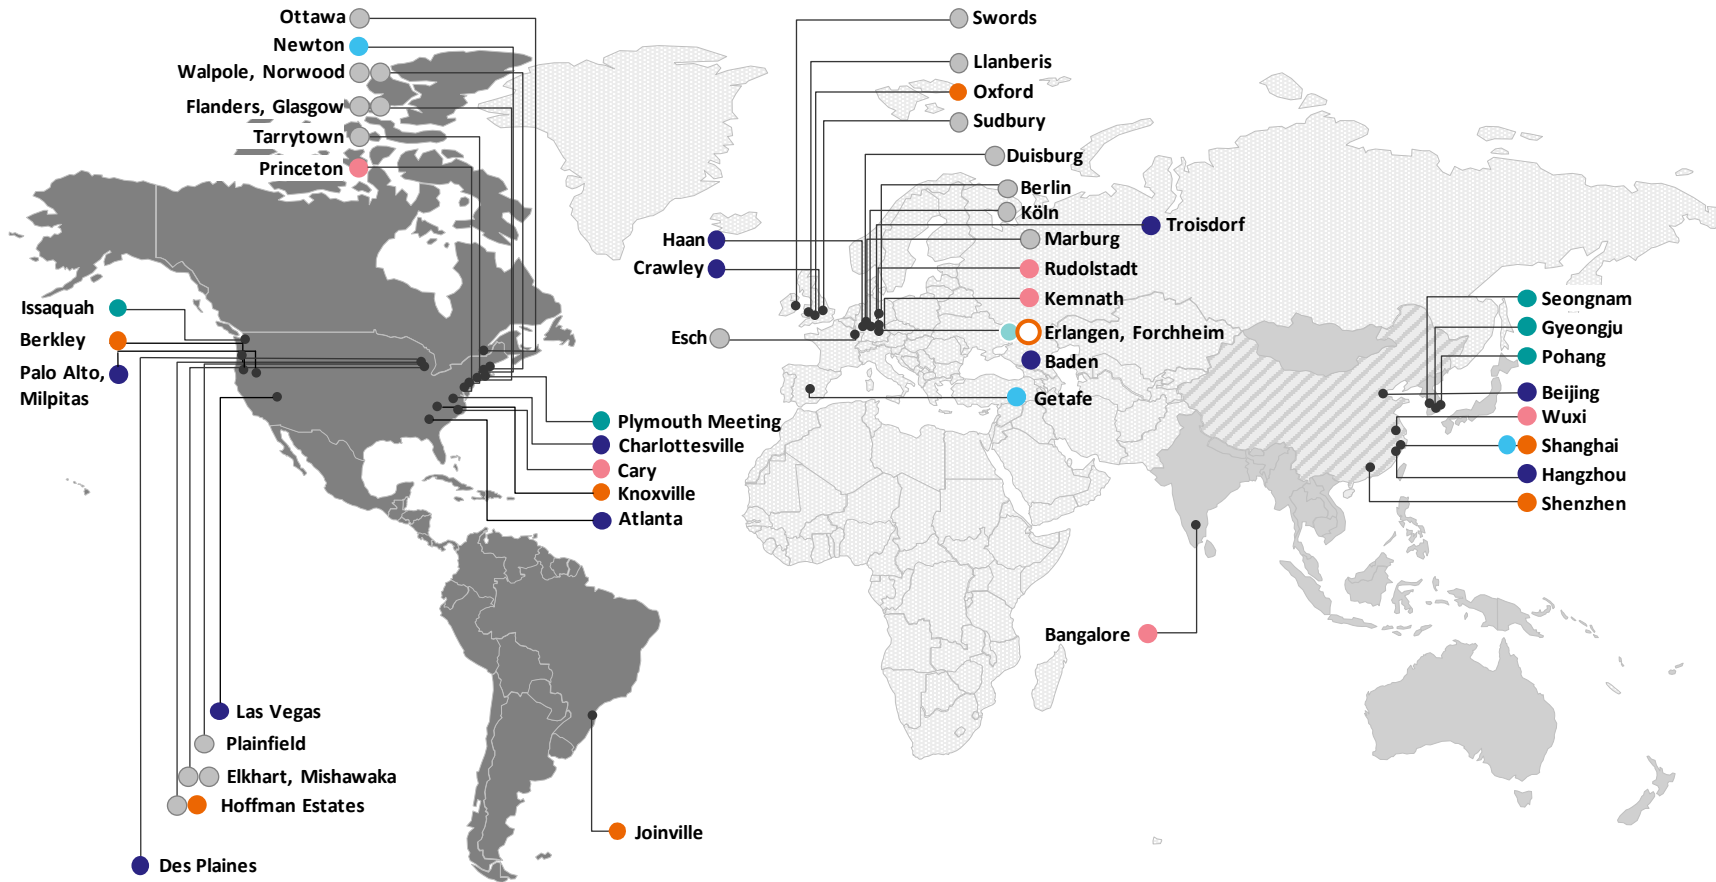 Ottawa
Newton
Walpole, Norwood
Flanders, Glasgow
Tarrytown
Princeton
Issaquah
Berkley
Palo Alto,
Milpitas
Plymouth Meeting
Charlottesville
Cary
Knoxville
Atlanta
Las Vegas
Plainfield
Elkhart, Mishawaka
Hoffman Estates
Des Plaines
Joinville
Swords
Llanberis
Oxford
Sudbury
Duisburg
Berlin
Köln
Troisdorf
Haan
Marburg
Crawley
Rudolstadt
Kemnath
Esch
Erlangen, Forchheim
Baden
Getafe
Bangalore
Seongnam
Gyeongju
Pohang
Beijing
Wuxi
Shanghai
Hangzhou
Shenzhen